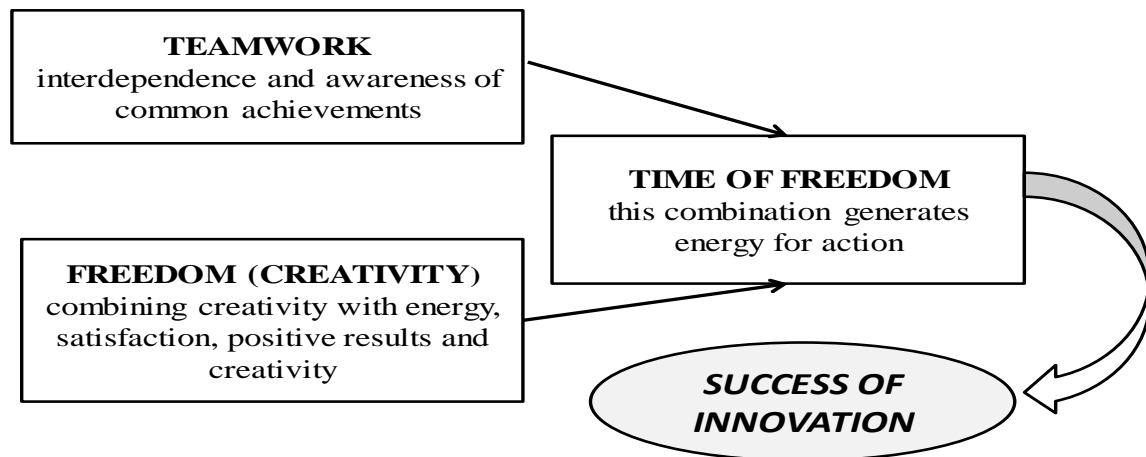 TEAMWORK
interdependence and awareness of
common achievements
TIME OF FREEDOM
this combination generates
energy for action
FREEDOM (CREATIVITY)
combining creativity with energy,
satisfaction, positive results and
creativity
SUCCESS OF
INNOVATION